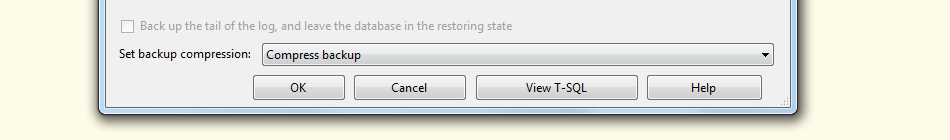 Back up the tail of the log, and leave the database in the restoring state
Set backup compression: Compress backup
OK Cancel View T-SQL Help